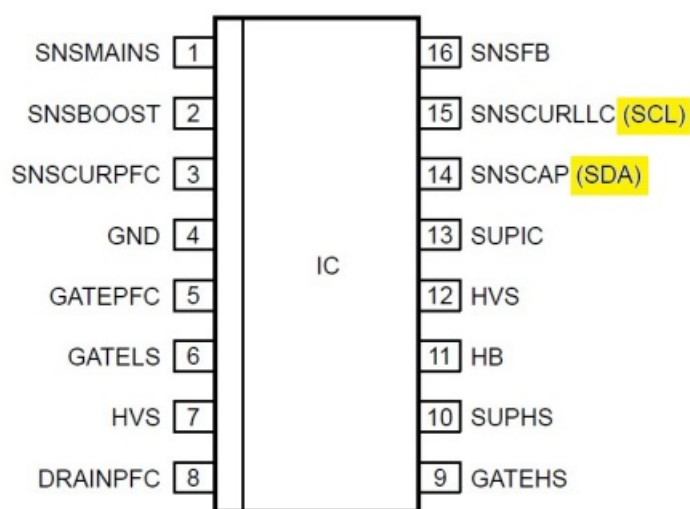 SNSMAINS 1
SNSBOOST 2
SNSCURPFC 3
GND 4
GATEPFC 5
GATELS 6
HVS 7
DRAINPFC 8
IC
16 SNSFB
15 SNSCURLLC (SCL)
14 SNSCAP (SDA)
13 SUPIC
12 HVS
11 HB
10 SUPHS
9 GATEHS